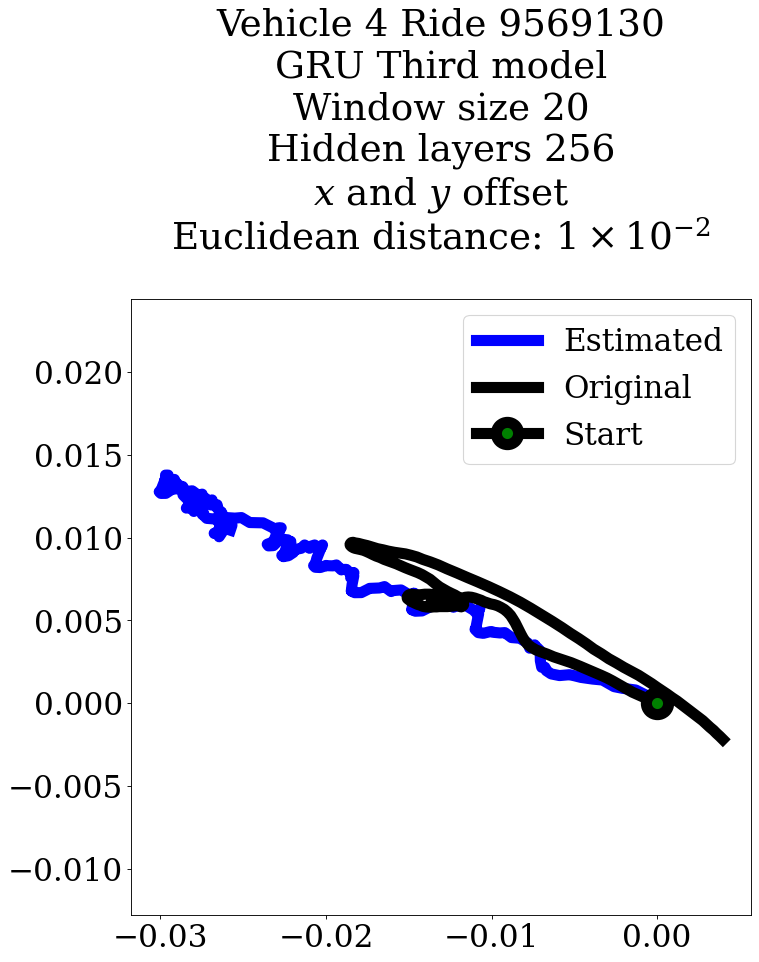 Vehicle 4 Ride 9569130
GRU Third model
Window size 20
Hidden layers 256
x and y offset
Euclidean distance: 1 × 10⁻²
Estimated
Original
Start
0.020
0.015
0.010
0.005
0.000
−0.005
−0.010
−0.03 −0.02 −0.01 0.00